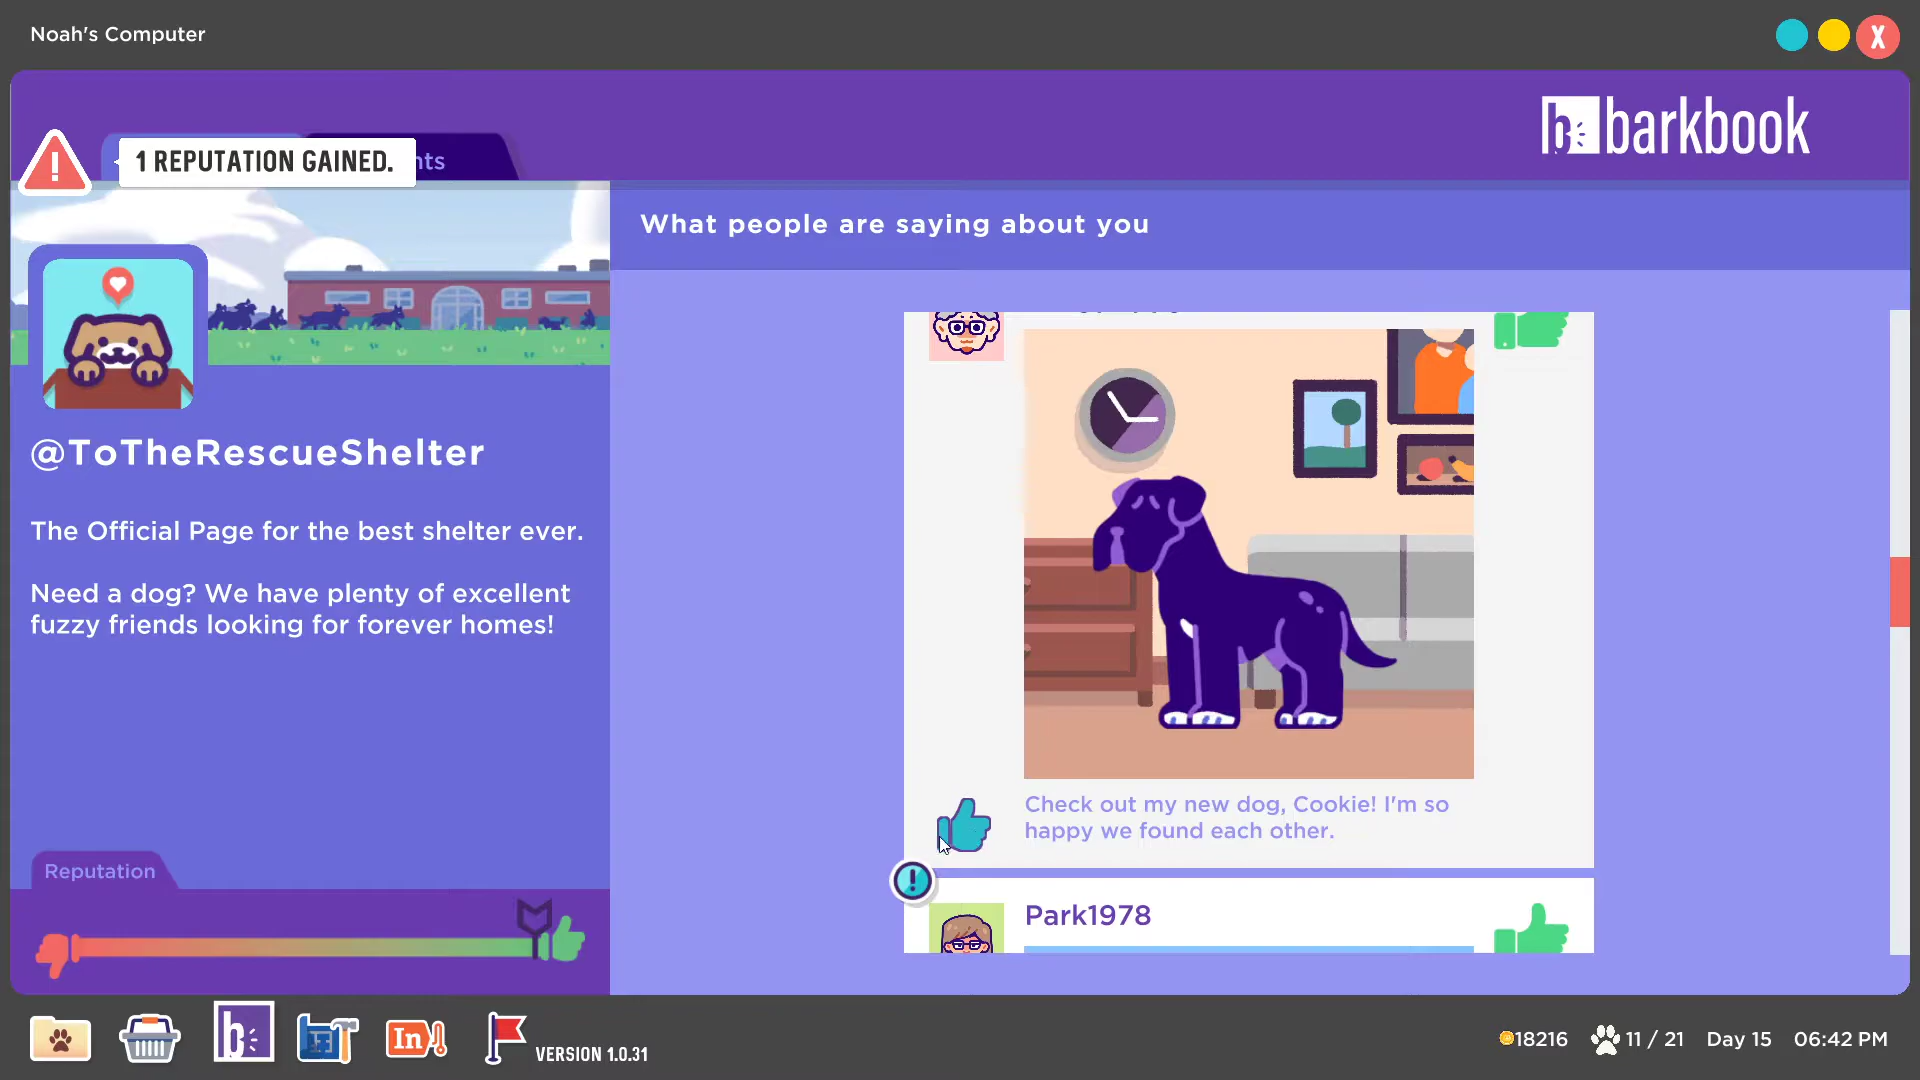 Noah's Computer
X
barkbook
1 REPUTATION GAINED.
nts
What people are saying about you
@ToTheRescueShelter
The Official Page for the best shelter ever.
Need a dog? We have plenty of excellent
fuzzy friends looking for forever homes!
Check out my new dog, Cookie! I'm so
happy we found each other.
Park1978
Reputation
In
VERSION 1.0.31
18216
11 / 21
Day 15
06:42 PM